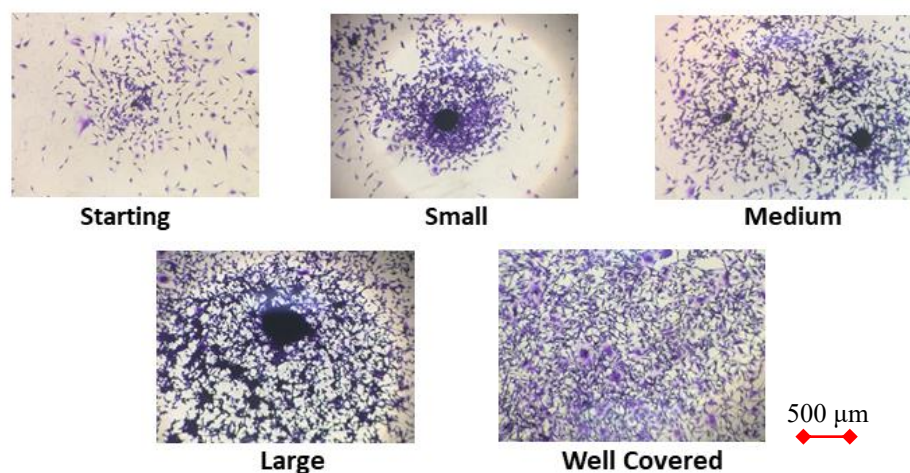 Starting
Small
Medium
Large
Well Covered
500 μm